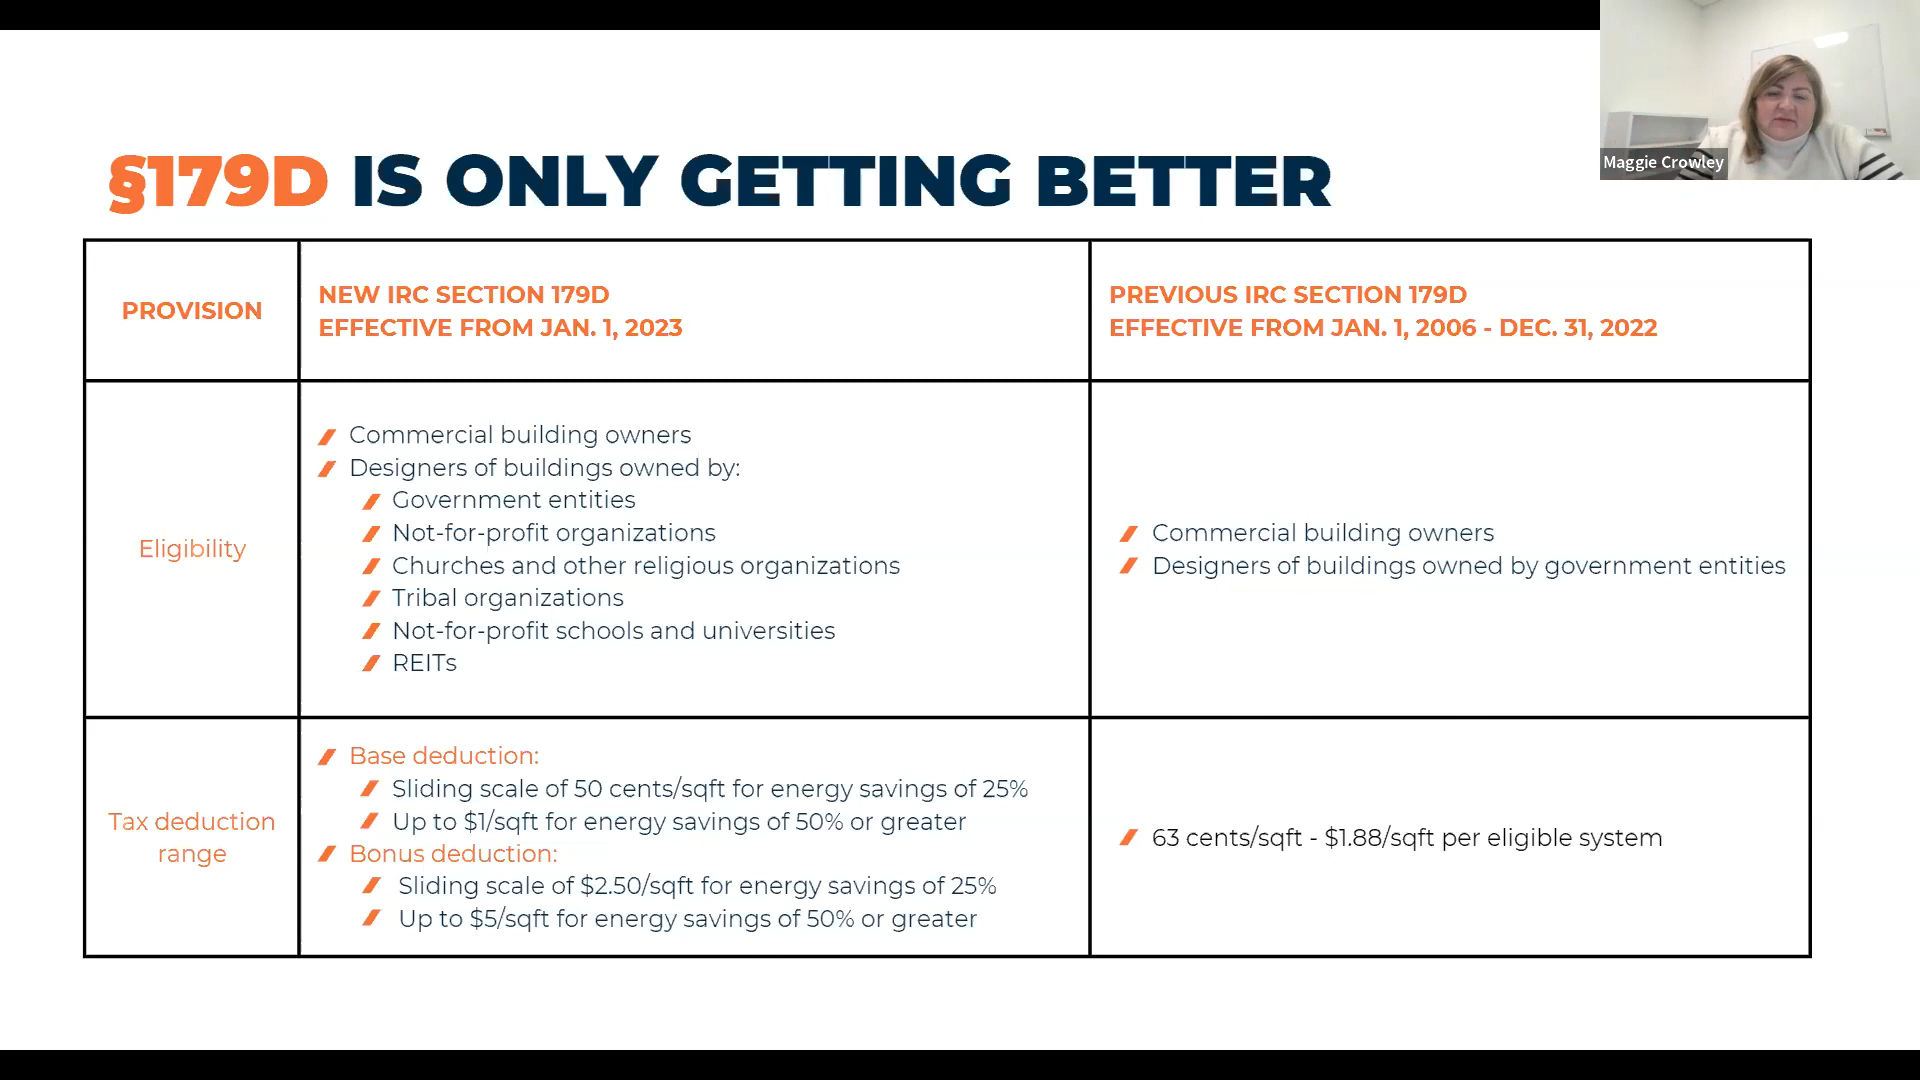 Maggie Crowley
§179D IS ONLY GETTING BETTER
PROVISION
NEW IRC SECTION 179D
EFFECTIVE FROM JAN. 1, 2023
PREVIOUS IRC SECTION 179D
EFFECTIVE FROM JAN. 1, 2006 - DEC. 31, 2022
Eligibility
Commercial building owners
Designers of buildings owned by:
Government entities
Not-for-profit organizations
Churches and other religious organizations
Tribal organizations
Not-for-profit schools and universities
REITs
Commercial building owners
Designers of buildings owned by government entities
Tax deduction
range
Base deduction:
Sliding scale of 50 cents/sqft for energy savings of 25%
Up to $1/sqft for energy savings of 50% or greater
Bonus deduction:
Sliding scale of $2.50/sqft for energy savings of 25%
Up to $5/sqft for energy savings of 50% or greater
63 cents/sqft - $1.88/sqft per eligible system